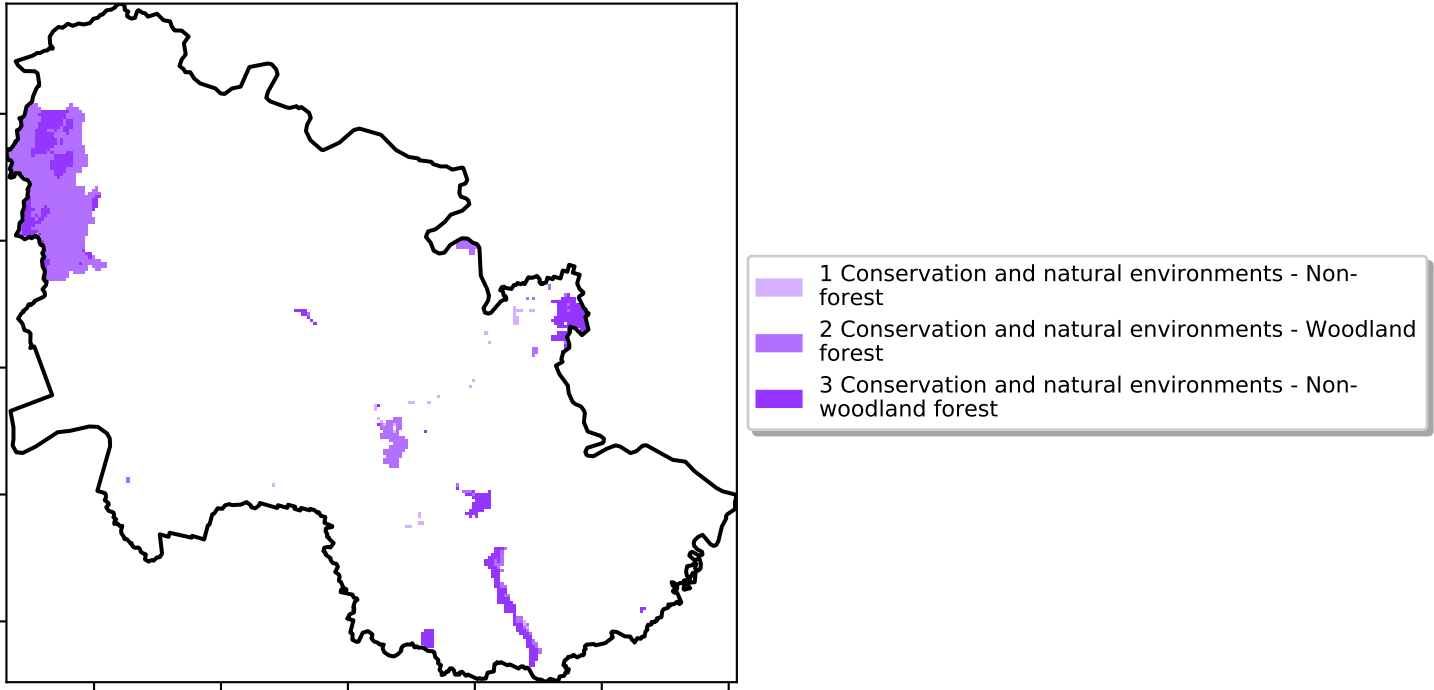 1 Conservation and natural environments - Non-
forest
2 Conservation and natural environments - Woodland
forest
3 Conservation and natural environments - Non-
woodland forest